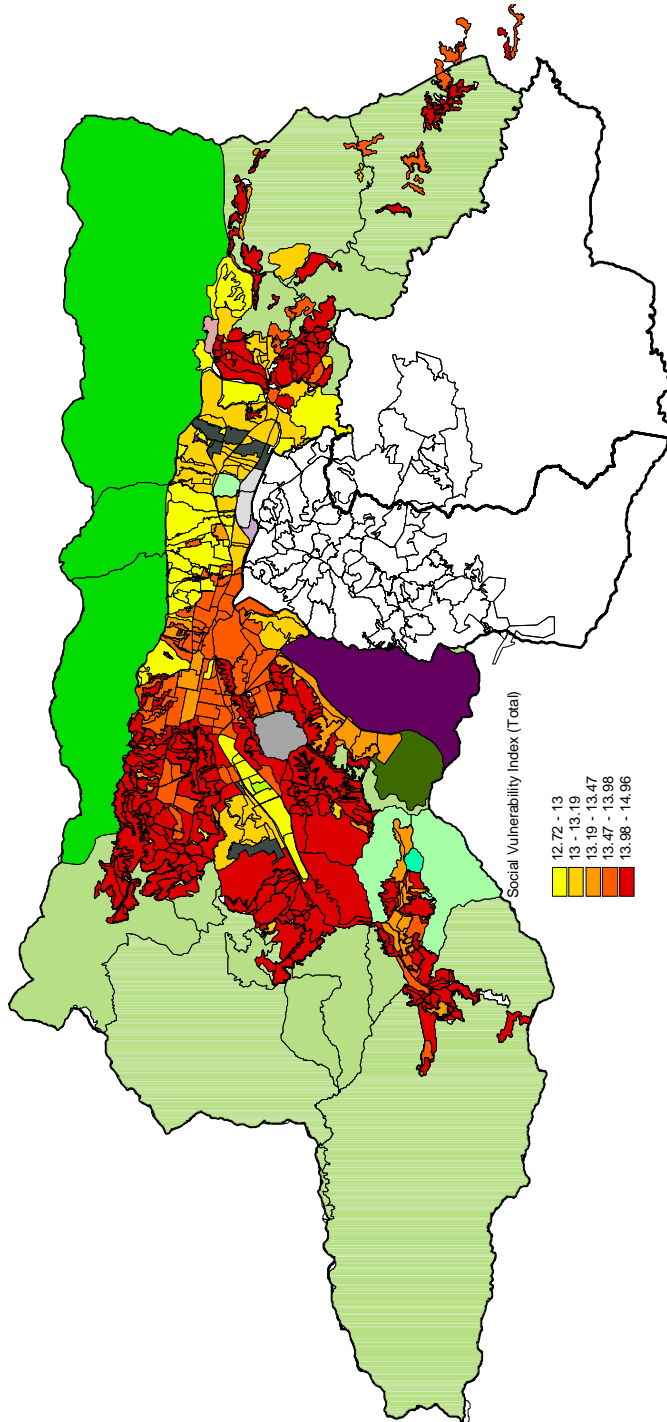 Social Vulnerability Index (Total)
12.72 - 13
13 - 13.19
13.19 - 13.47
13.47 - 13.98
13.98 - 14.96